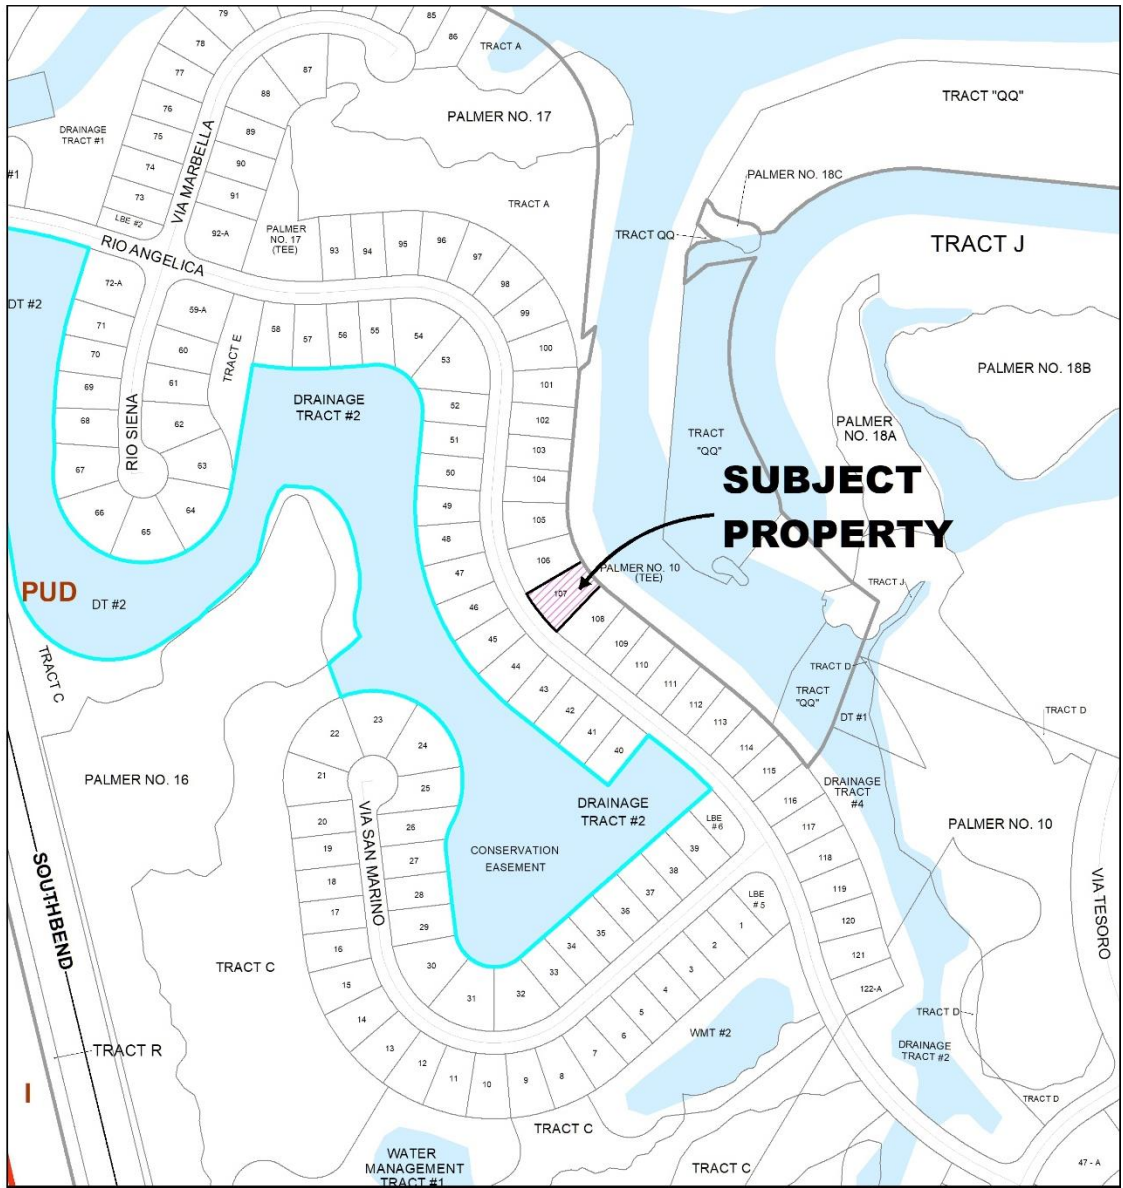 79
85
86
78
TRACT A
77
87
88
76
TRACT "QQ"
DRAINAGE
TRACT #1
75
89
PALMER NO. 17
VIA MARBELLA
74
90
#1
73
91
PALMER NO. 18C
LBE #2
92-A
TRACT A
PALMER
NO. 17
(TEE)
93
94
95
96
97
98
99
100
TRACT QQ
TRACT J
RIO ANGELICA
72-A
DT #2
59-A
71
58
57
56
55
54
53
70
60
TRACT E
69
61
101
PALMER NO. 18B
DRAINAGE
TRACT #2
68
62
52
102
RIO SIENA
51
103
TRACT
"QQ"
PALMER
NO. 18A
67
63
50
104
SUBJECT
PROPERTY
66
64
65
49
105
48
106
PALMER NO. 10
(TEE)
47
107
TRACT J
PUD
DT #2
46
108
45
109
44
110
TRACT C
43
111
TRACT D
TRACT
"QQ"
42
112
41
113
DT #1
TRACT D
40
114
23
22
24
115
21
25
PALMER NO. 16
DRAINAGE
TRACT
#4
116
DRAINAGE
TRACT #2
VIA SAN MARINO
20
26
LBE
#6
117
PALMER NO. 10
19
27
39
118
CONSERVATION
EASEMENT
18
28
38
119
VIA TESORO
SOUTHBEND
17
29
37
LBE
# 5
120
36
1
16
35
2
121
TRACT C
30
34
3
15
33
4
122-A
31
32
14
5
TRACT D
WMT #2
13
6
TRACT R
12
7
DRAINAGE
TRACT #2
11
10
9
8
I
TRACT D
TRACT C
WATER
MANAGEMENT
TRACT #1
TRACT C
47 - A